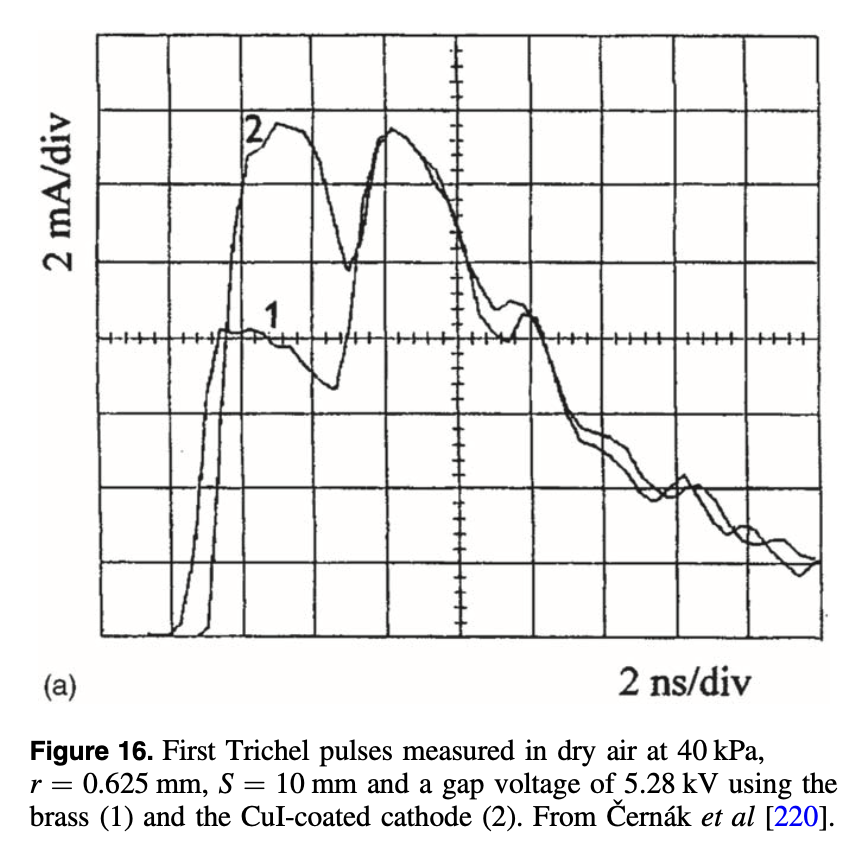 2 mA/div
2
1
(a)
2 ns/div
Figure 16. First Trichel pulses measured in dry air at 40 kPa,
r = 0.625 mm, S = 10 mm and a gap voltage of 5.28 kV using the
brass (1) and the CuI-coated cathode (2). From Černák et al [220].